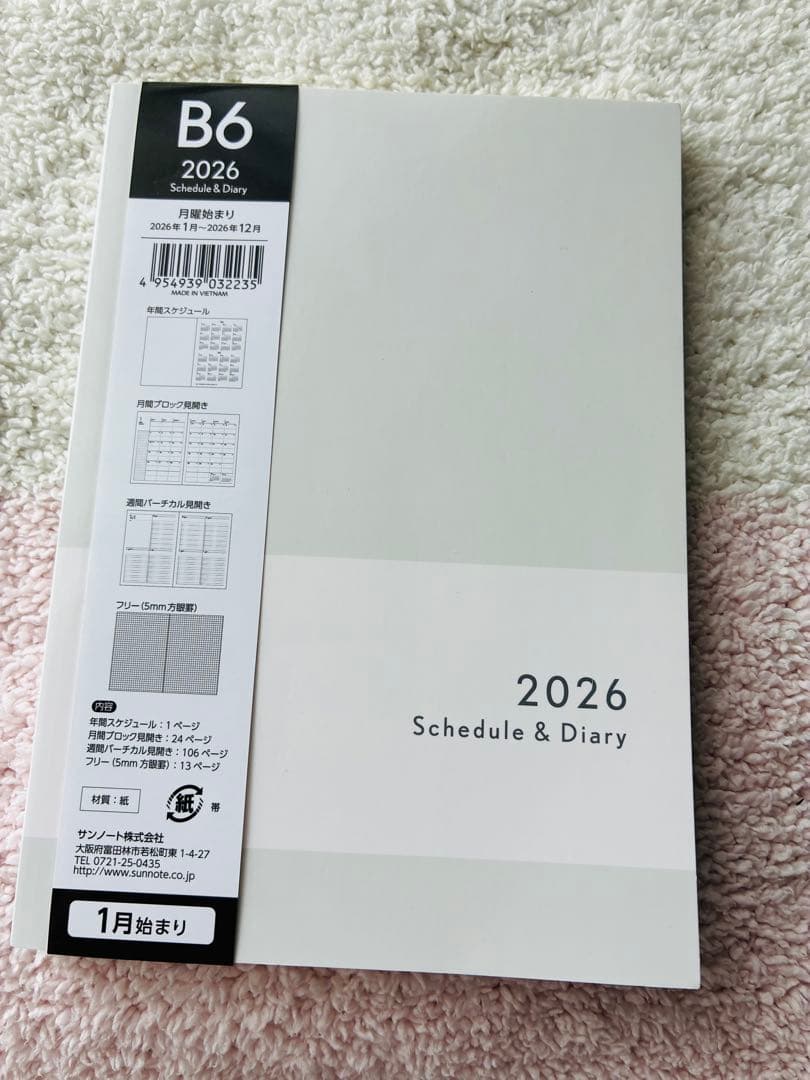 B6
2026
Schedule & Diary
月曜始まり
2026年1月～2026年12月
4 954939 032235
MADE IN VIETNAM
年間スケジュール
月間ブロック見開き
週間バーチカル見開き
フリー（5mm方眼罫）
内容
年間スケジュール：1ページ
月間ブロック見開き：24ページ
週間バーチカル見開き：106ページ
フリー（5mm方眼罫）：13ページ
材質：紙
紙 帯
サンノート株式会社
大阪府富田林市若松町東 1-4-27
TEL 0721-25-0435
http://www.sunnote.co.jp
1月始まり
2026
Schedule & Diary